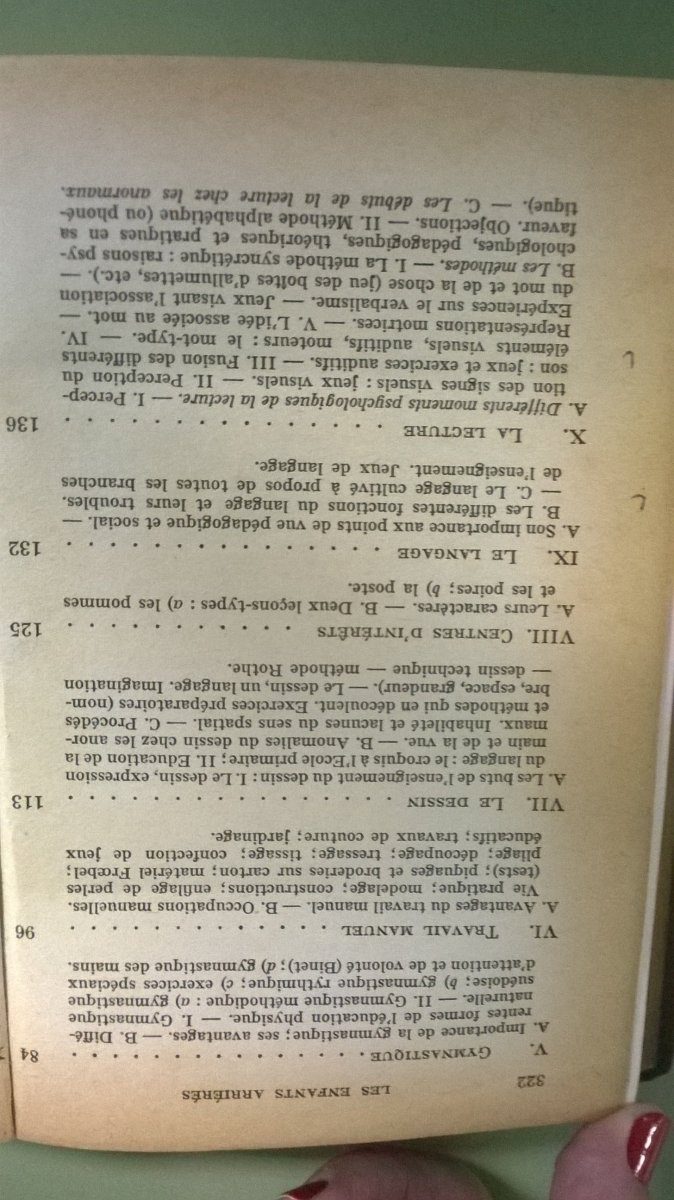 322 LES ENFANTS ARRIÉRÉS
V. GYMNASTIQUE . . . . . . . . . . . . . . . . 84
A. Importance de la gymnastique; ses avantages. — B. Diffé-
rentes formes de l'éducation physique. — I. Gymnastique
naturelle. — II. Gymnastique méthodique : a) gymnastique
suédoise; b) gymnastique rythmique; c) exercices spéciaux
d'attention et de volonté (Binet); d) gymnastique des mains.
VI. TRAVAIL MANUEL . . . . . . . . . . . . . 96
A. Avantages du travail manuel. — B. Occupations manuelles.
Vie pratique; modelage; constructions; enfilage de perles
(tests); piquages et broderies sur carton; matériel Frœbel;
pliage; découpage; tressage; tissage; confection de jeux
éducatifs; travaux de couture; jardinage.
VII. LE DESSIN . . . . . . . . . . . . . . . . 113
A. Les buts de l'enseignement du dessin : I. Le dessin, expression
du langage : le croquis à l'Ecole primaire; II. Education de la
main et de la vue. — B. Anomalies du dessin chez les anor-
maux. Inhabileté et lacunes du sens spatial. — C. Procédés
et méthodes qui en découlent. Exercices préparatoires (nom-
bre, espace, grandeur). — Le dessin, un langage. Imagination
— dessin technique — méthode Rothe.
VIII. CENTRES D'INTÉRÊTS . . . . . . . . . . . 125
A. Leurs caractères. — B. Deux leçons-types : a) les pommes
et les poires; b) la poste.
IX. LE LANGAGE . . . . . . . . . . . . . . . . 132
A. Son importance aux points de vue pédagogique et social. —
B. Les différentes fonctions du langage et leurs troubles.
— C. Le langage cultivé à propos de toutes les branches
de l'enseignement. Jeux de langage.
X. LA LECTURE . . . . . . . . . . . . . . . . 136
A. Différents moments psychologiques de la lecture. — I. Percep-
tion des signes visuels : jeux visuels. — II. Perception du
son : jeux et exercices auditifs. — III. Fusion des différents
éléments visuels, auditifs, moteurs : le mot-type. — IV.
Représentations motrices. — V. L'idée associée au mot. —
Expériences sur le verbalisme. — Jeux visant l'association
du mot et de la chose (jeu des boîtes d'allumettes, etc.). —
B. Les méthodes. — I. La méthode syncrétique : raisons psy-
chologiques, pédagogiques, théoriques et pratiques en sa
faveur. Objections. — II. Méthode alphabétique (ou phoné-
tique). — C. Les débuts de la lecture chez les anormaux.